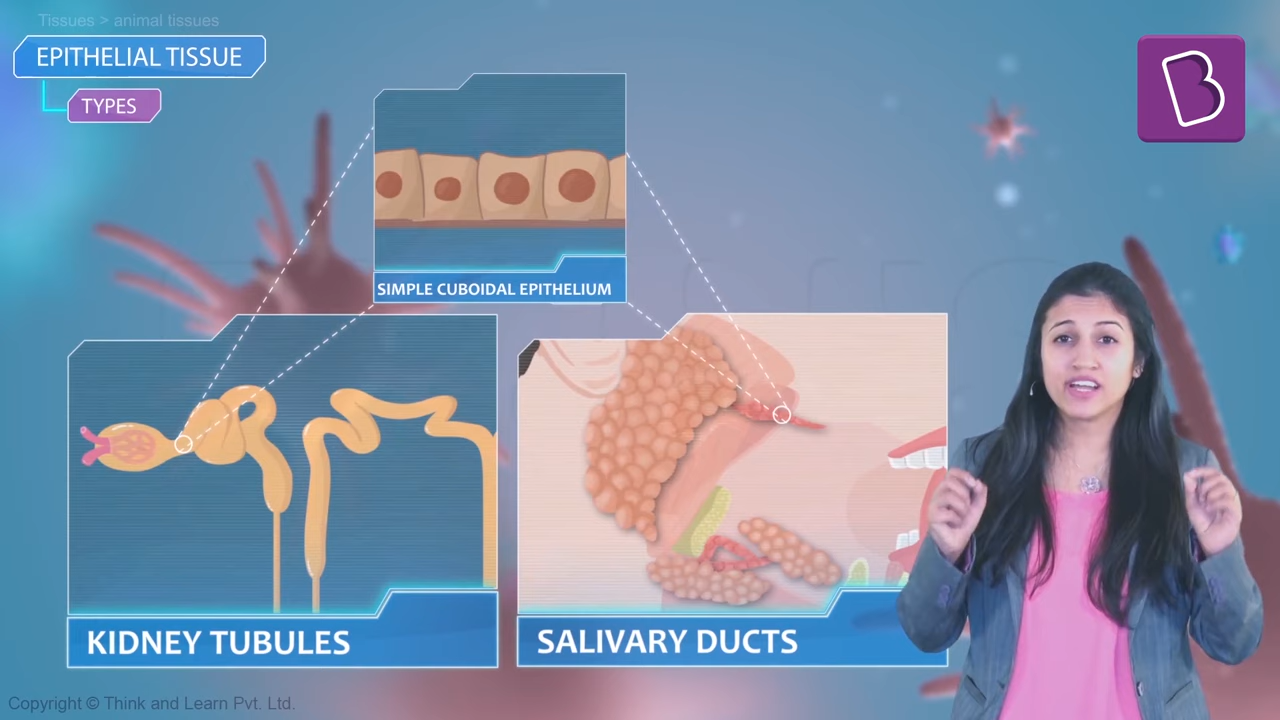 Tissues > animal tissues
EPITHELIAL TISSUE
TYPES
B
SIMPLE CUBOIDAL EPITHELIUM
KIDNEY TUBULES
SALIVARY DUCTS
Copyright © Think and Learn Pvt. Ltd.